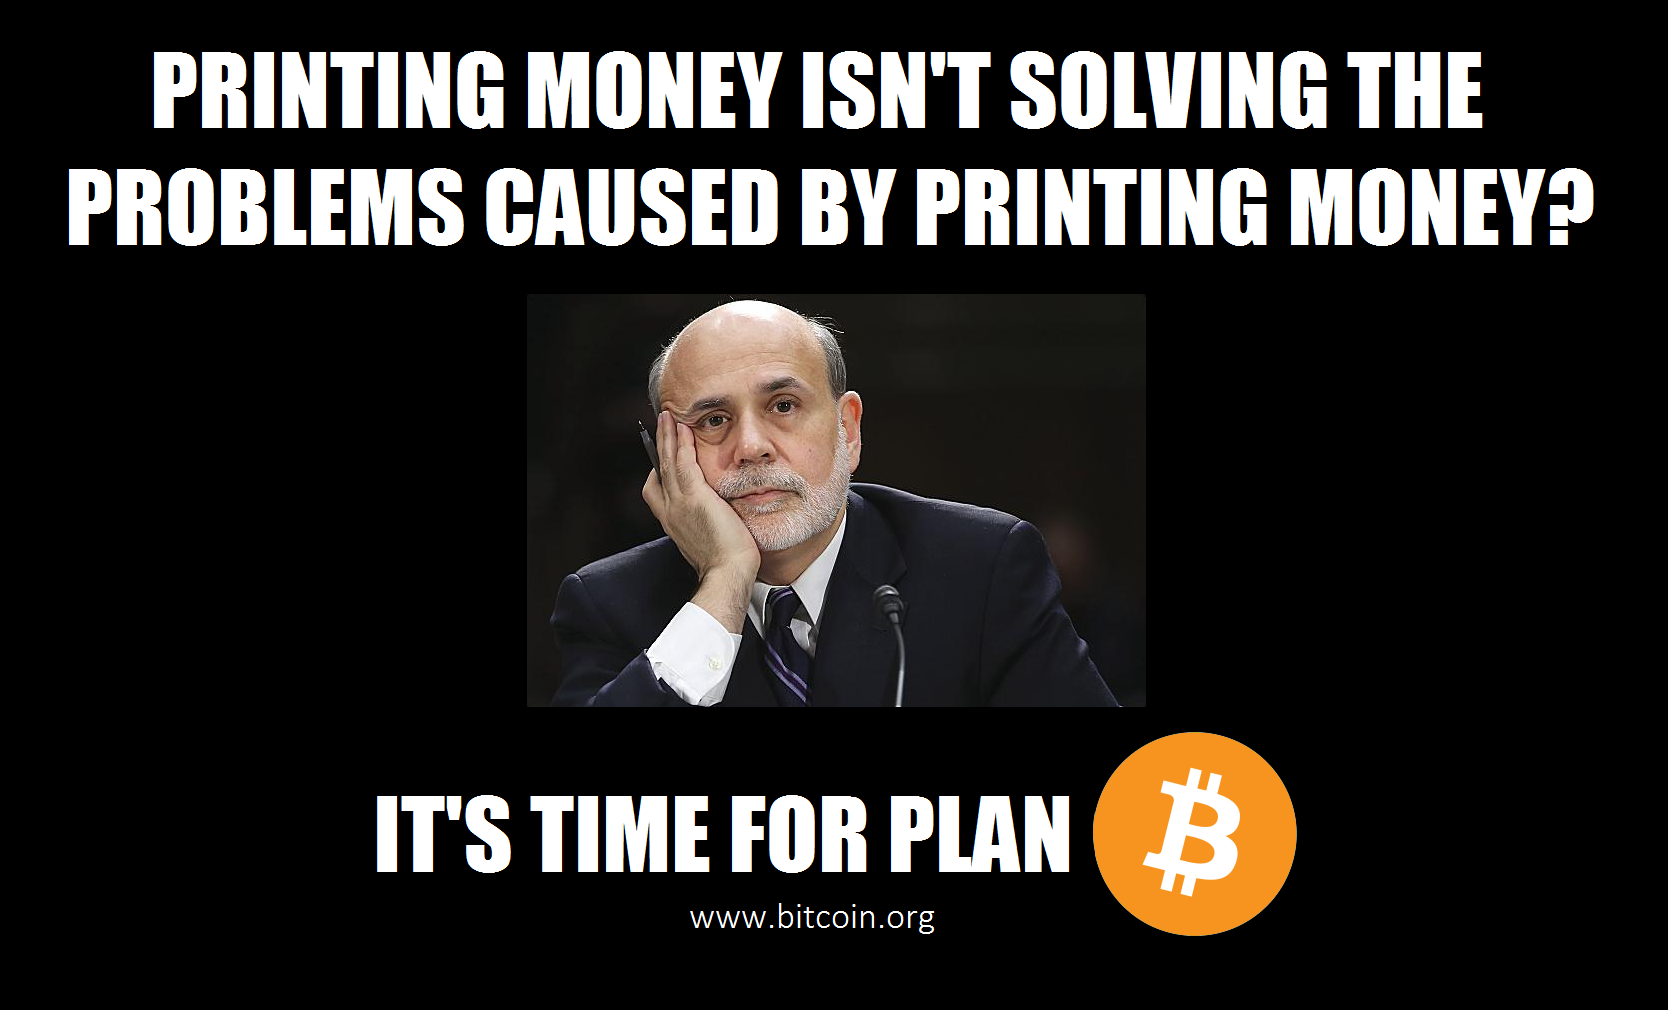 PRINTING MONEY ISN'T SOLVING THE
PROBLEMS CAUSED BY PRINTING MONEY?
IT'S TIME FOR PLAN ₿
www.bitcoin.org